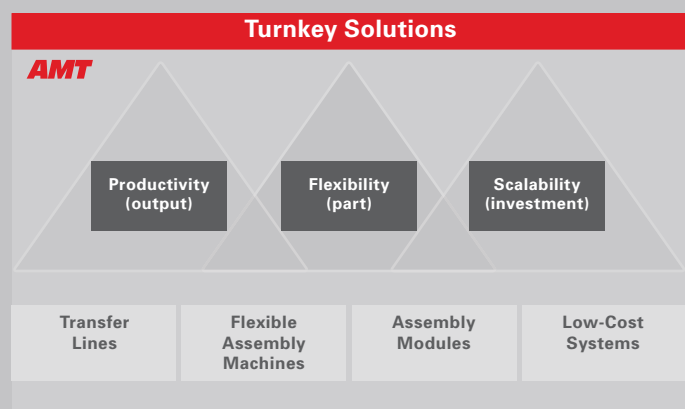 Turnkey Solutions
AMT
Productivity
(output)
Flexibility
(part)
Scalability
(investment)
Transfer
Lines
Flexible
Assembly
Machines
Assembly
Modules
Low-Cost
Systems